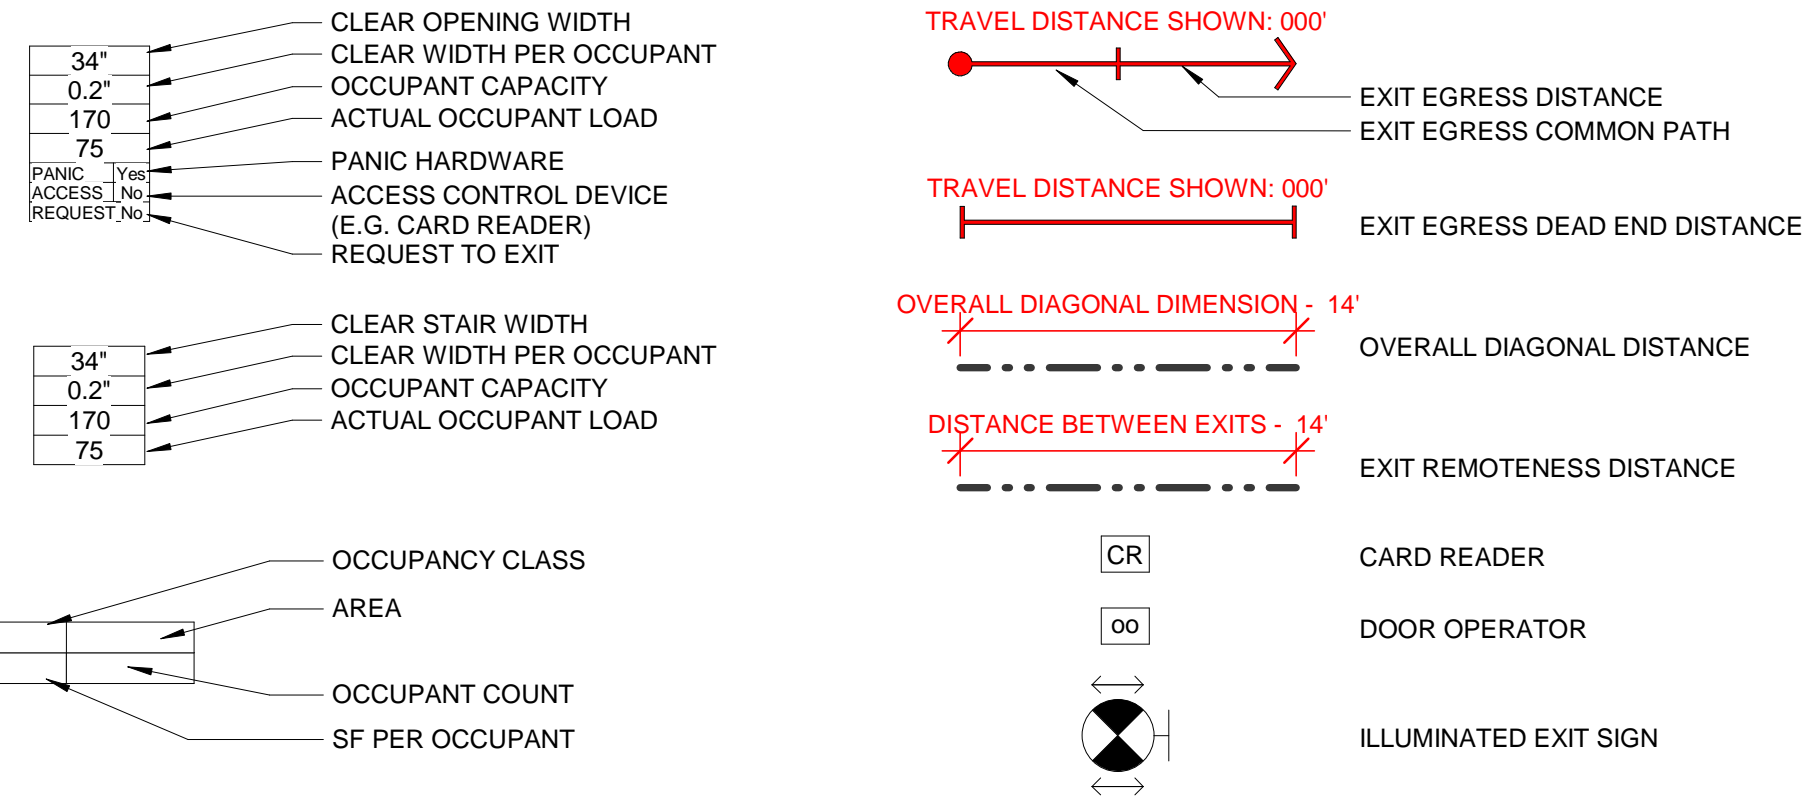 CLEAR OPENING WIDTH
CLEAR WIDTH PER OCCUPANT
OCCUPANT CAPACITY
ACTUAL OCCUPANT LOAD
PANIC HARDWARE
ACCESS CONTROL DEVICE
(E.G. CARD READER)
REQUEST TO EXIT
34"
0.2"
170
75
PANIC Yes
ACCESS No
REQUEST No
CLEAR STAIR WIDTH
CLEAR WIDTH PER OCCUPANT
OCCUPANT CAPACITY
ACTUAL OCCUPANT LOAD
34"
0.2"
170
75
OCCUPANCY CLASS
AREA
OCCUPANT COUNT
SF PER OCCUPANT
TRAVEL DISTANCE SHOWN: 000'
EXIT EGRESS DISTANCE
EXIT EGRESS COMMON PATH
TRAVEL DISTANCE SHOWN: 000'
EXIT EGRESS DEAD END DISTANCE
OVERALL DIAGONAL DIMENSION - 14'
OVERALL DIAGONAL DISTANCE
DISTANCE BETWEEN EXITS - 14'
EXIT REMOTENESS DISTANCE
CR
CARD READER
oo
DOOR OPERATOR
ILLUMINATED EXIT SIGN